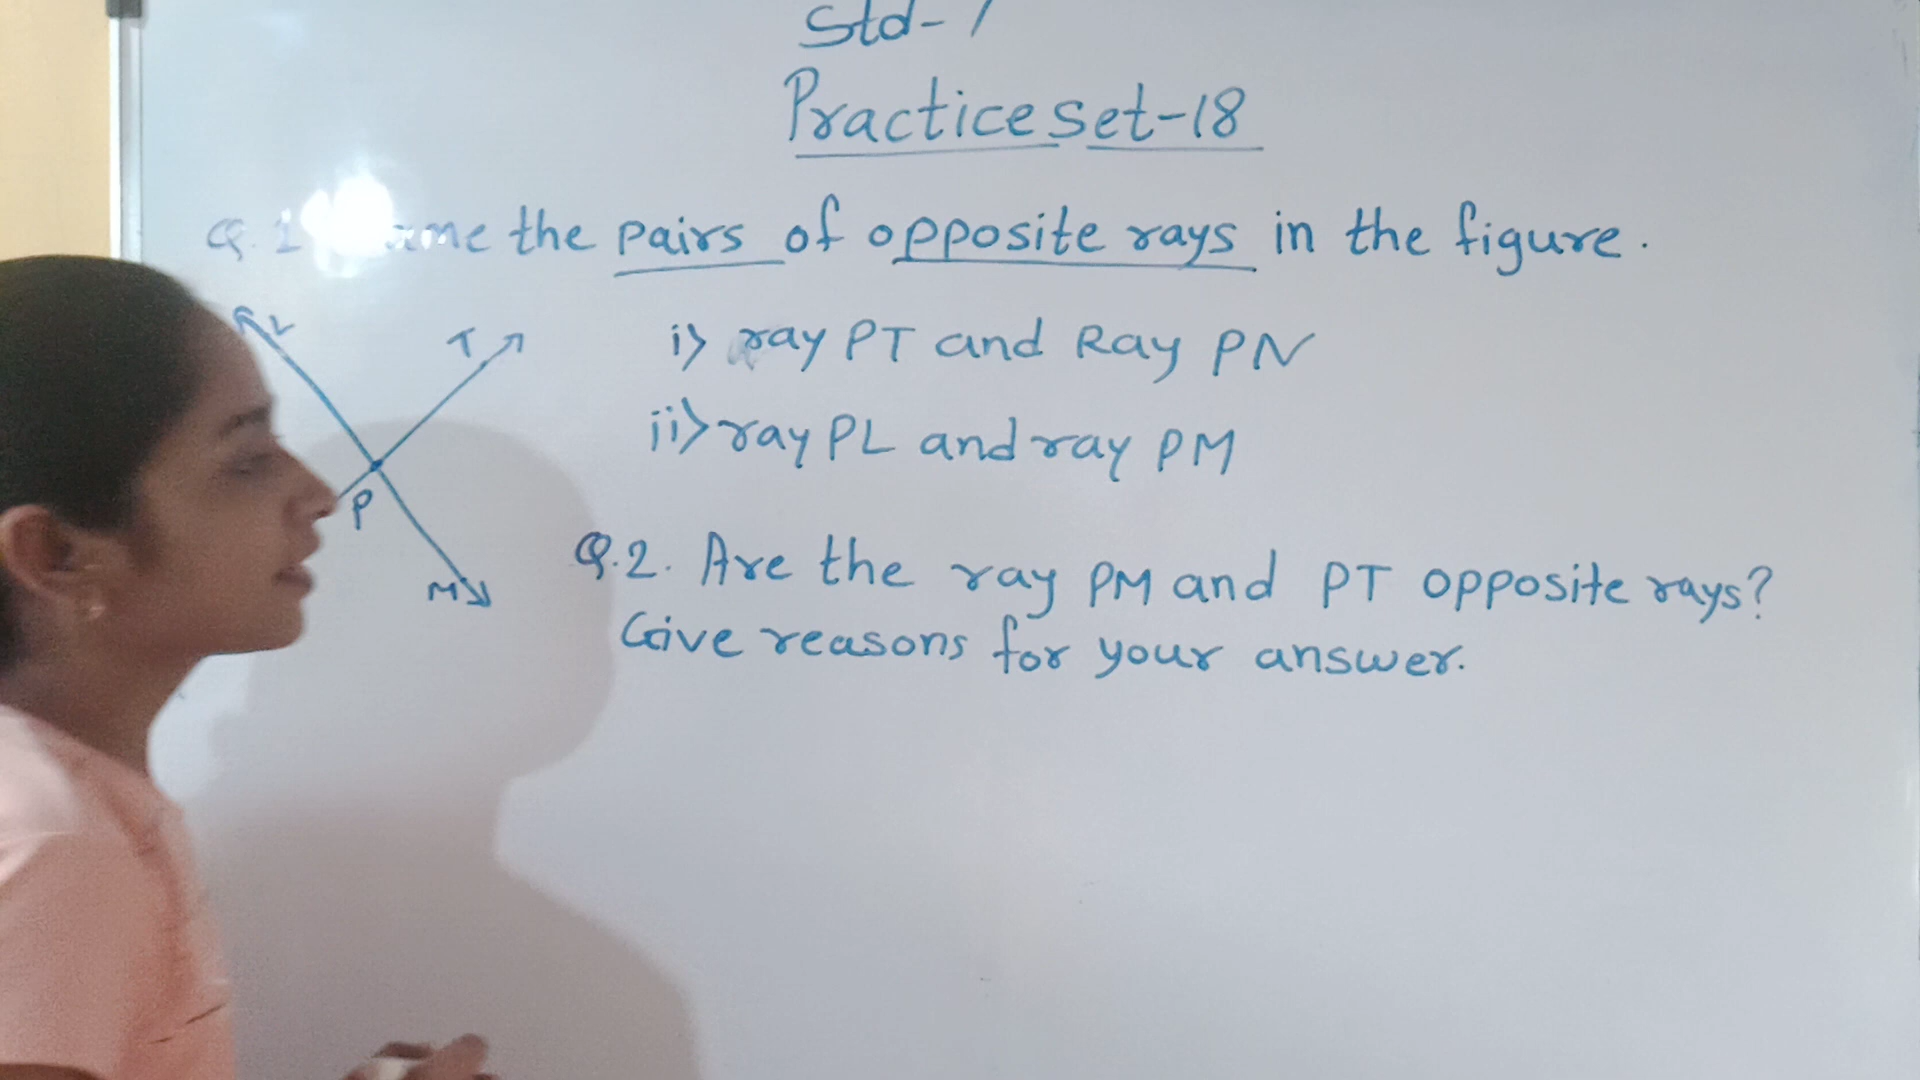 Std-
Practice set-18
Q.1 the pairs of opposite rays in the figure.
L
T
P
M
i) ray PT and Ray PN
ii) ray PL and ray PM
Q.2. Are the ray PM and PT opposite rays?
Give reasons for your answer.